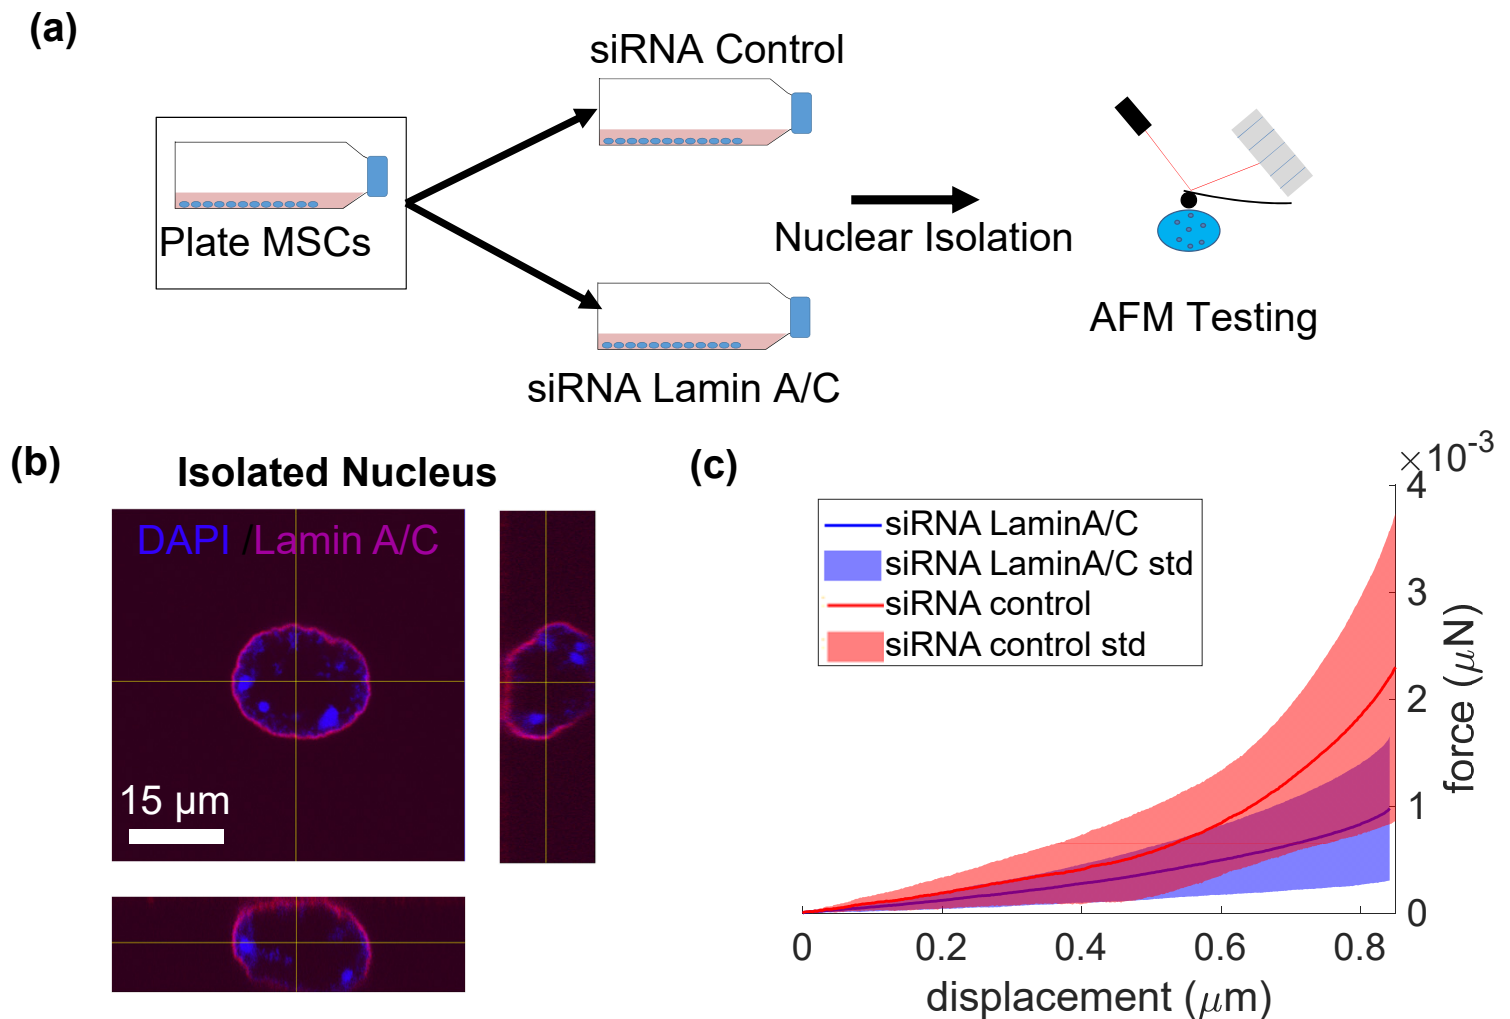 (a)
siRNA Control
Plate MSCs
Nuclear Isolation
siRNA Lamin A/C
AFM Testing
(b)
Isolated Nucleus
DAPI /Lamin A/C
15 μm
(c)
×10-3
siRNA LaminA/C
siRNA LaminA/C std
siRNA control
siRNA control std
4
3
2
1
0
force (μN)
0 0.2 0.4 0.6 0.8
displacement (μm)